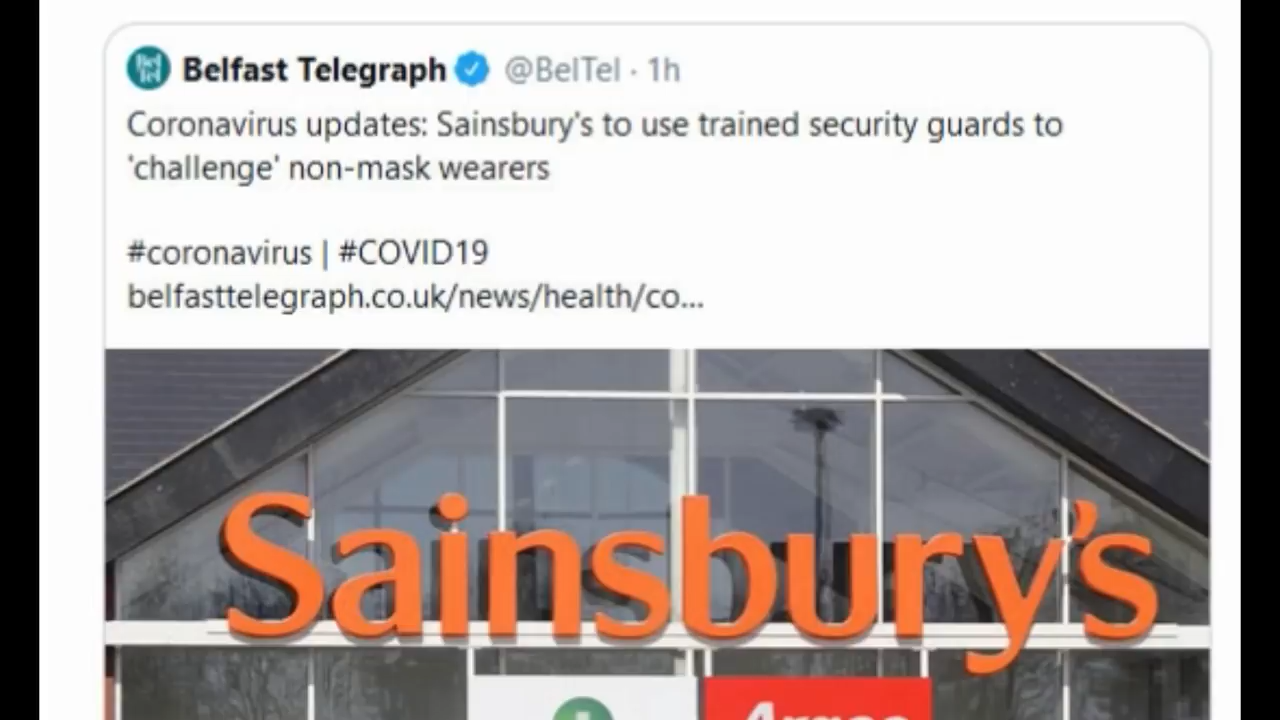 Belfast Telegraph @BelTel · 1h
Coronavirus updates: Sainsbury's to use trained security guards to
'challenge' non-mask wearers
#coronavirus | #COVID19
belfasttelegraph.co.uk/news/health/co...
Sainsbury's
Argos